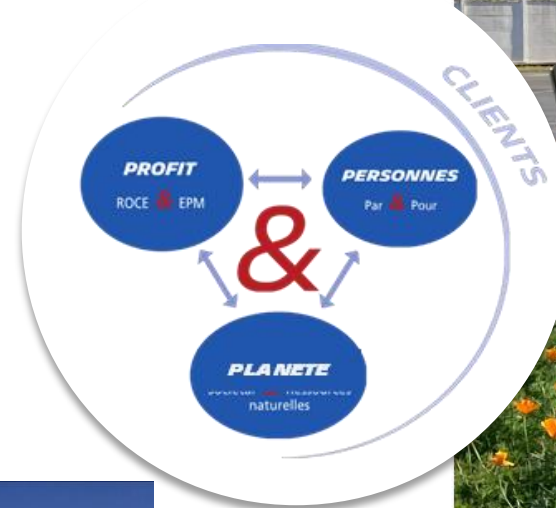 CLIENTS
PROFIT
ROCE & EPM
PERSONNES
Par & Pour
&
PLANETE
naturelles